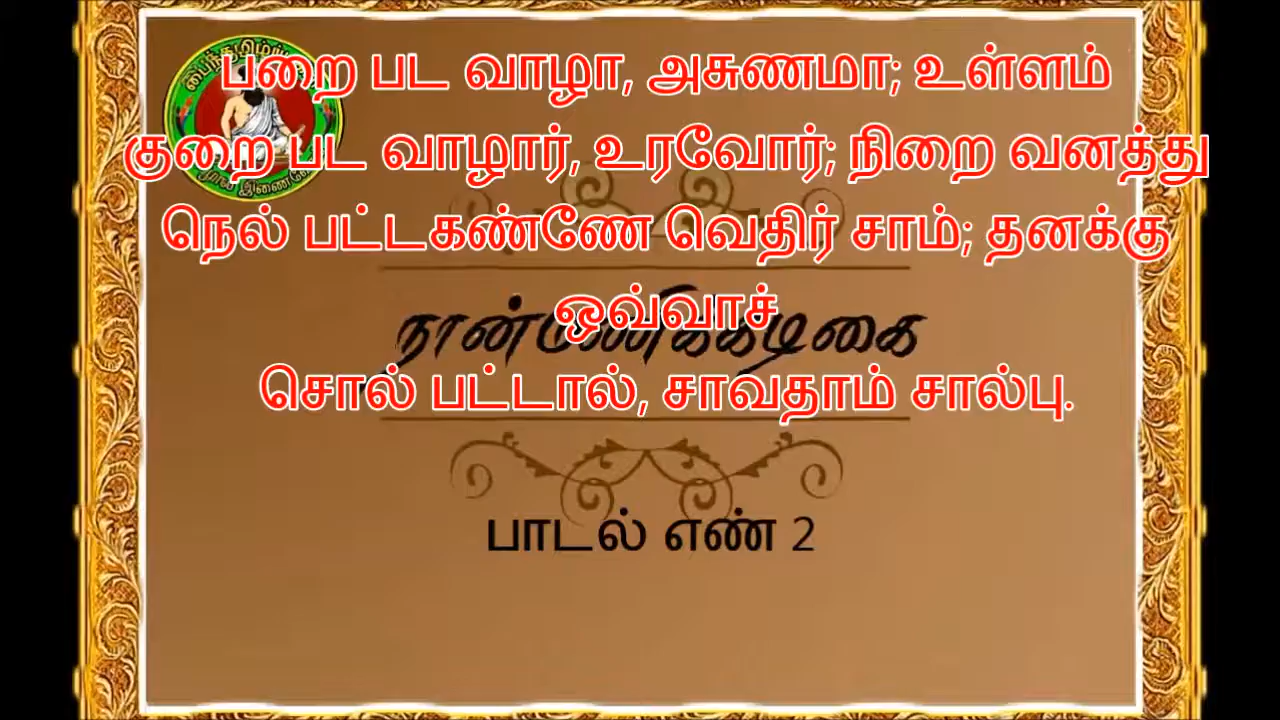 பறை பட வாழா, அசுணமா; உள்ளம்
குறை பட வாழார், உரவோர்; நிறை வனத்து
நெல் பட்டகண்ணே வெதிர் சாம்; தனக்கு
ஒவ்வாச்
நான்மணிக்கடிகை
சொல் பட்டால், சாவதாம் சால்பு.
பாடல் எண் 2